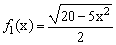 f₁(x) = √(20 − 5x²) / 2